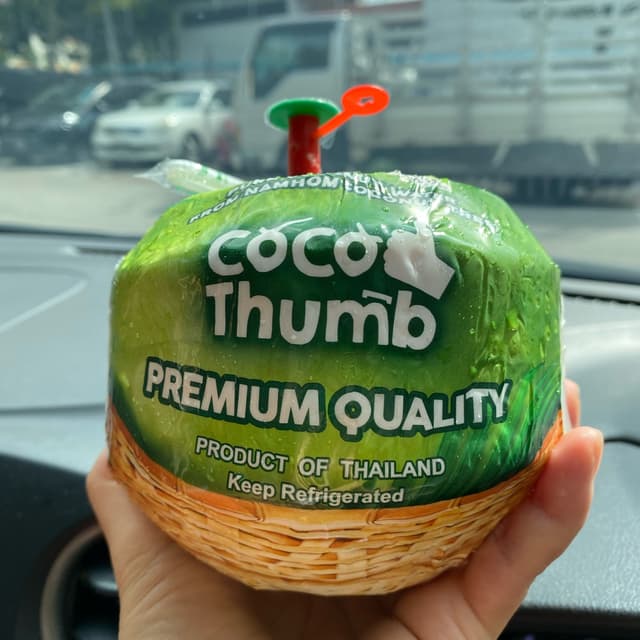 FROM NAMHOM
COCO
Thumb
PREMIUM QUALITY
PRODUCT OF THAILAND
Keep Refrigerated